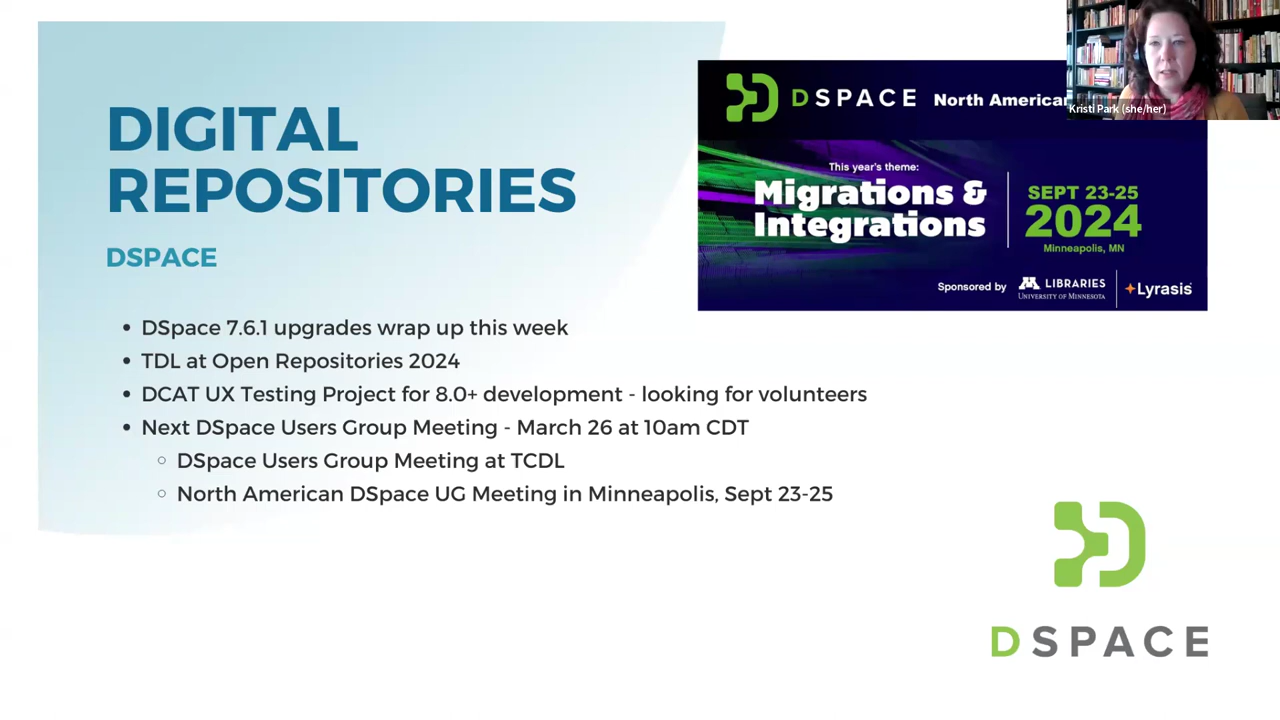 DIGITAL
REPOSITORIES
DSPACE
• DSpace 7.6.1 upgrades wrap up this week
• TDL at Open Repositories 2024
• DCAT UX Testing Project for 8.0+ development - looking for volunteers
• Next DSpace Users Group Meeting - March 26 at 10am CDT
○ DSpace Users Group Meeting at TCDL
○ North American DSpace UG Meeting in Minneapolis, Sept 23-25
DSPACE North American
Kristi Park (she/her)
This year's theme:
Migrations &
Integrations
SEPT 23-25
2024
Minneapolis, MN
Sponsored by
LIBRARIES
UNIVERSITY OF MINNESOTA
Lyrasis
DSPACE